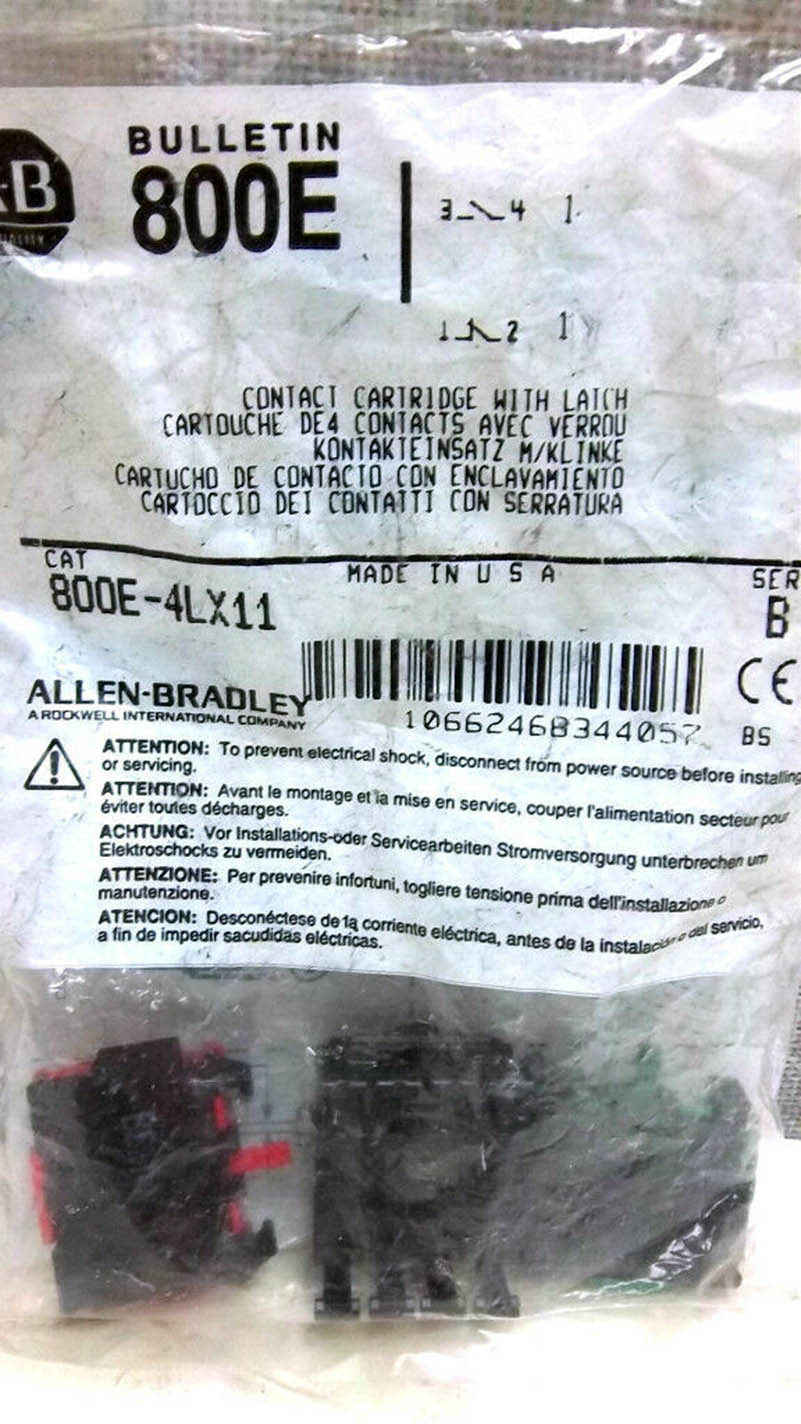 BULLETIN
800E
B
3 4 1
1 2 1
CONTACT CARTRIDGE WITH LATCH
CARTOUCHE DE4 CONTACTS AVEC VERROU
KONTAKTEINSATZ M/KLINKE
CARTUCHO DE CONTACTO CON ENCLAVAMIENTO
CARTOCCIO DEI CONTATTI CON SERRATURA
CAT
800E-4LX11
MADE IN U S A
SER
B
CE
ALLEN-BRADLEY
A ROCKWELL INTERNATIONAL COMPANY
10662468344057
BS
ATTENTION: To prevent electrical shock, disconnect from power source before installing
or servicing.
ATTENTION: Avant le montage et la mise en service, couper l'alimentation secteur pour
éviter toutes décharges.
ACHTUNG: Vor Installations-oder Servicearbeiten Stromversorgung unterbrechen um
Elektroschocks zu vermeiden.
ATTENZIONE: Per prevenire infortuni, togliere tensione prima dell'installazione o
manutenzione.
ATENCION: Desconéctese de la corriente eléctrica, antes de la instalación o del servicio,
a fin de impedir sacudidas eléctricas.